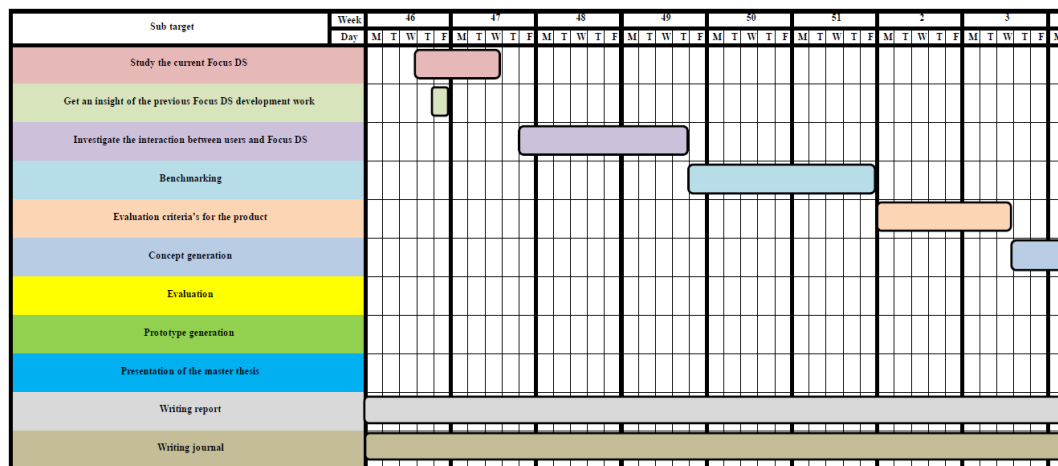 Sub target
Week 46 47 48 49 50 51 2 3
Day M T W T F M T W T F M T W T F M T W T F M T W T F M T W T F M T W T F M T W T F M
Study the current Focus DS
Get an insight of the previous Focus DS development work
Investigate the interaction between users and Focus DS
Benchmarking
Evaluation criteria's for the product
Concept generation
Evaluation
Prototype generation
Presentation of the master thesis
Writing report
Writing journal